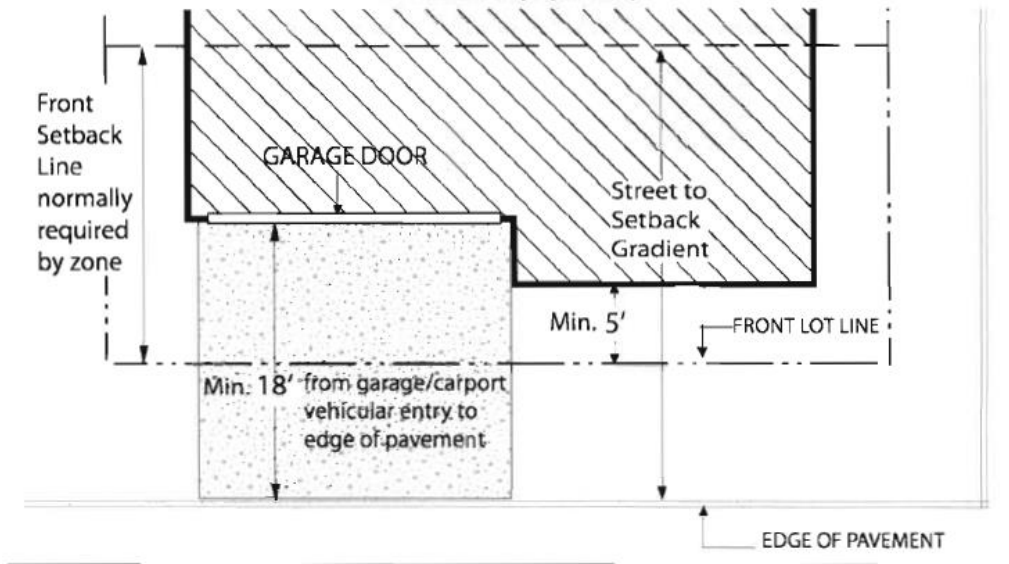 Front
Setback
Line
normally
required
by zone
GARAGE DOOR
Street to
Setback
Gradient
Min. 5'
FRONT LOT LINE
Min. 18' from garage/carport
vehicular entry to
edge of pavement
EDGE OF PAVEMENT